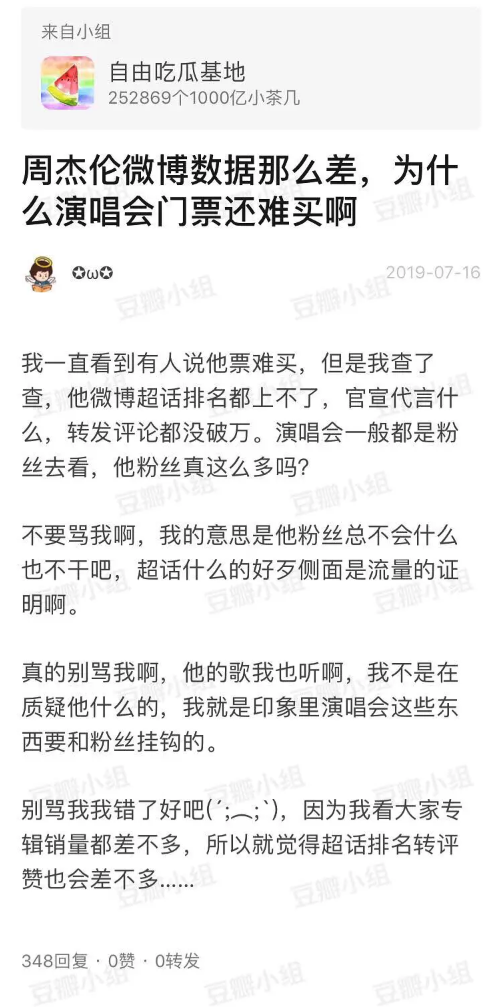 来自小组
自由吃瓜基地
252869个1000亿小茶几
周杰伦微博数据那么差，为什
么演唱会门票还难买啊
✪ω✪
2019-07-16
我一直看到有人说他票难买，但是我查了
查，他微博超话排名都上不了，官宣代言什
么，转发评论都没破万。演唱会一般都是粉
丝去看，他粉丝真这么多吗?
不要骂我啊，我的意思是他粉丝总不会什么
也不干吧，超话什么的好歹侧面是流量的证
明啊。
真的别骂我啊，他的歌我也听啊，我不是在
质疑他什么的，我就是印象里演唱会这些东
西要和粉丝挂钩的。
别骂我我错了好吧(´;︵;`)，因为我看大家专
辑销量都差不多，所以就觉得超话排名转评
赞也会差不多……
348回复 · 0赞 · 0转发
豆瓣小组